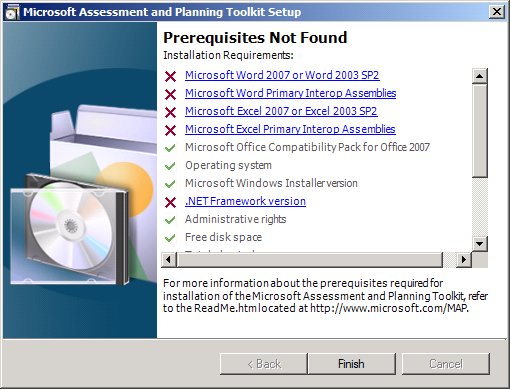 Microsoft Assessment and Planning Toolkit Setup
Prerequisites Not Found
Installation Requirements:
Microsoft Word 2007 or Word 2003 SP2
Microsoft Word Primary Interop Assemblies
Microsoft Excel 2007 or Excel 2003 SP2
Microsoft Excel Primary Interop Assemblies
Microsoft Office Compatibility Pack for Office 2007
Operating system
Microsoft Windows Installer version
.NET Framework version
Administrative rights
Free disk space
For more information about the prerequisites required for
installation of the Microsoft Assessment and Planning Toolkit, refer
to the ReadMe.htm located at http://www.microsoft.com/MAP.
< Back
Finish
Cancel